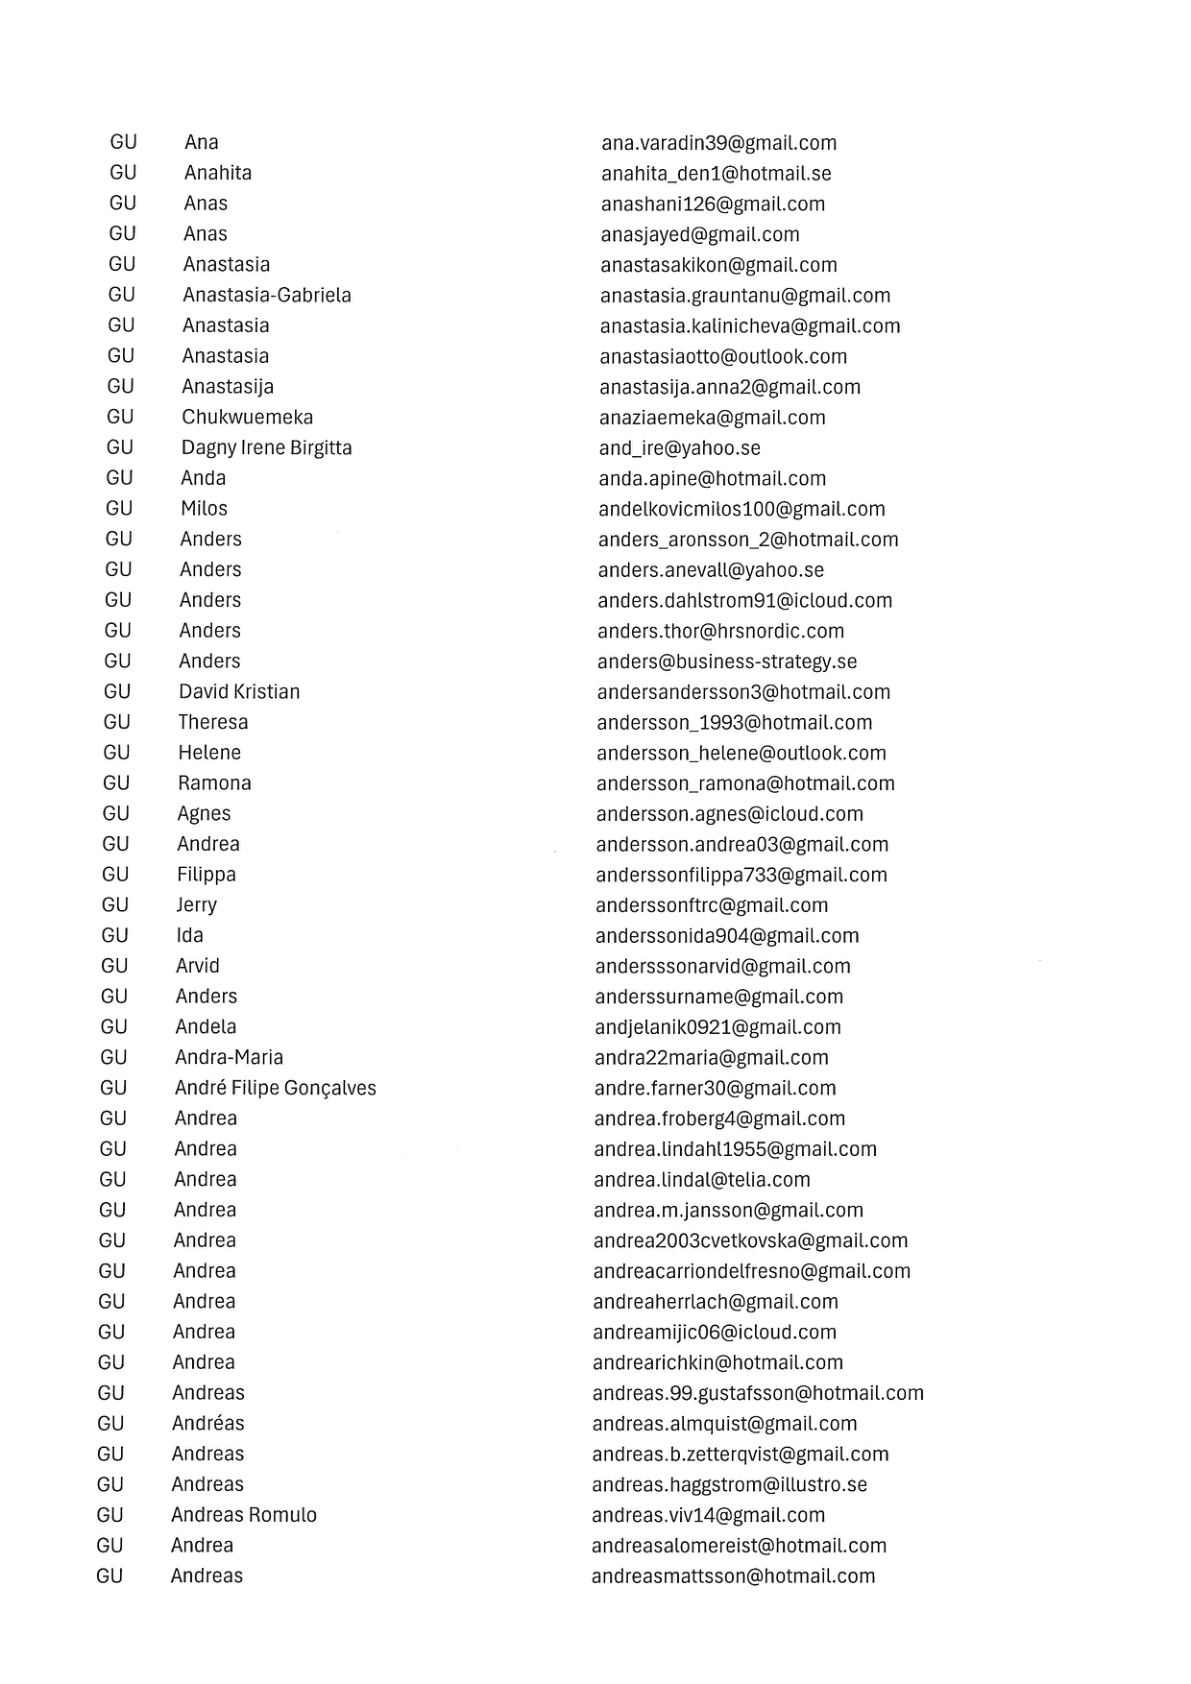 GU Ana ana.varadin39@gmail.com
GU Anahita anahita_den1@hotmail.se
GU Anas anashani126@gmail.com
GU Anas anasjayed@gmail.com
GU Anastasia anastasakikon@gmail.com
GU Anastasia-Gabriela anastasia.grauntanu@gmail.com
GU Anastasia anastasia.kalinicheva@gmail.com
GU Anastasia anastasiaotto@outlook.com
GU Anastasija anastasija.anna2@gmail.com
GU Chukwuemeka anaziaemeka@gmail.com
GU Dagny Irene Birgitta and_ire@yahoo.se
GU Anda anda.apine@hotmail.com
GU Milos andelkovicmilos100@gmail.com
GU Anders anders_aronsson_2@hotmail.com
GU Anders anders.anevall@yahoo.se
GU Anders anders.dahlstrom91@icloud.com
GU Anders anders.thor@hrsnordic.com
GU Anders anders@business-strategy.se
GU David Kristian andersandersson3@hotmail.com
GU Theresa andersson_1993@hotmail.com
GU Helene andersson_helene@outlook.com
GU Ramona andersson_ramona@hotmail.com
GU Agnes andersson.agnes@icloud.com
GU Andrea andersson.andrea03@gmail.com
GU Filippa anderssonfilippa733@gmail.com
GU Jerry anderssonftrc@gmail.com
GU Ida anderssonida904@gmail.com
GU Arvid andersssonarvid@gmail.com
GU Anders anderssurname@gmail.com
GU Andela andjelanik0921@gmail.com
GU Andra-Maria andra22maria@gmail.com
GU André Filipe Gonçalves andre.farner30@gmail.com
GU Andrea andrea.froberg4@gmail.com
GU Andrea andrea.lindahl1955@gmail.com
GU Andrea andrea.lindal@telia.com
GU Andrea andrea.m.jansson@gmail.com
GU Andrea andrea2003cvetkovska@gmail.com
GU Andrea andreacarriondelfresno@gmail.com
GU Andrea andreaherrlach@gmail.com
GU Andrea andreamijic06@icloud.com
GU Andrea andrearichkin@hotmail.com
GU Andreas andreas.99.gustafsson@hotmail.com
GU Andréas andreas.almquist@gmail.com
GU Andreas andreas.b.zetterqvist@gmail.com
GU Andreas andreas.haggstrom@illustro.se
GU Andreas Romulo andreas.viv14@gmail.com
GU Andrea andreasalomereist@hotmail.com
GU Andreas andreasmattsson@hotmail.com